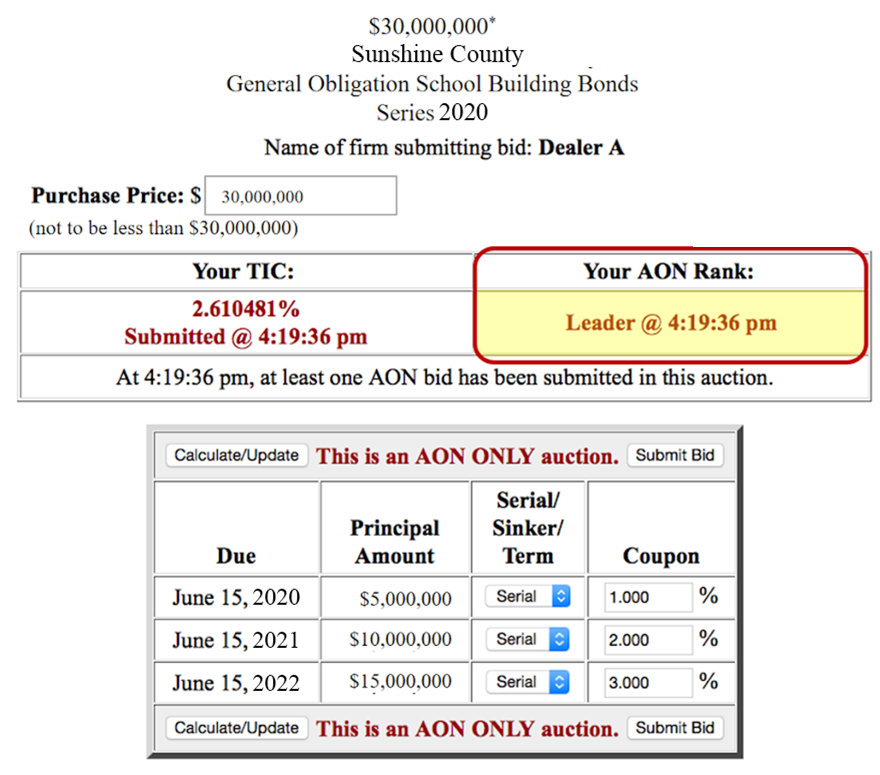 $30,000,000*
Sunshine County
General Obligation School Building Bonds
Series 2020
Name of firm submitting bid: Dealer A
Purchase Price: $ 30,000,000
(not to be less than $30,000,000)
Your TIC: Your AON Rank:
2.610481%
Submitted @ 4:19:36 pm
Leader @ 4:19:36 pm
At 4:19:36 pm, at least one AON bid has been submitted in this auction.
Calculate/Update This is an AON ONLY auction. Submit Bid
Due
Principal
Amount
Serial/
Sinker/
Term
Coupon
June 15, 2020 $5,000,000 Serial 1.000 %
June 15, 2021 $10,000,000 Serial 2.000 %
June 15, 2022 $15,000,000 Serial 3.000 %
Calculate/Update This is an AON ONLY auction. Submit Bid